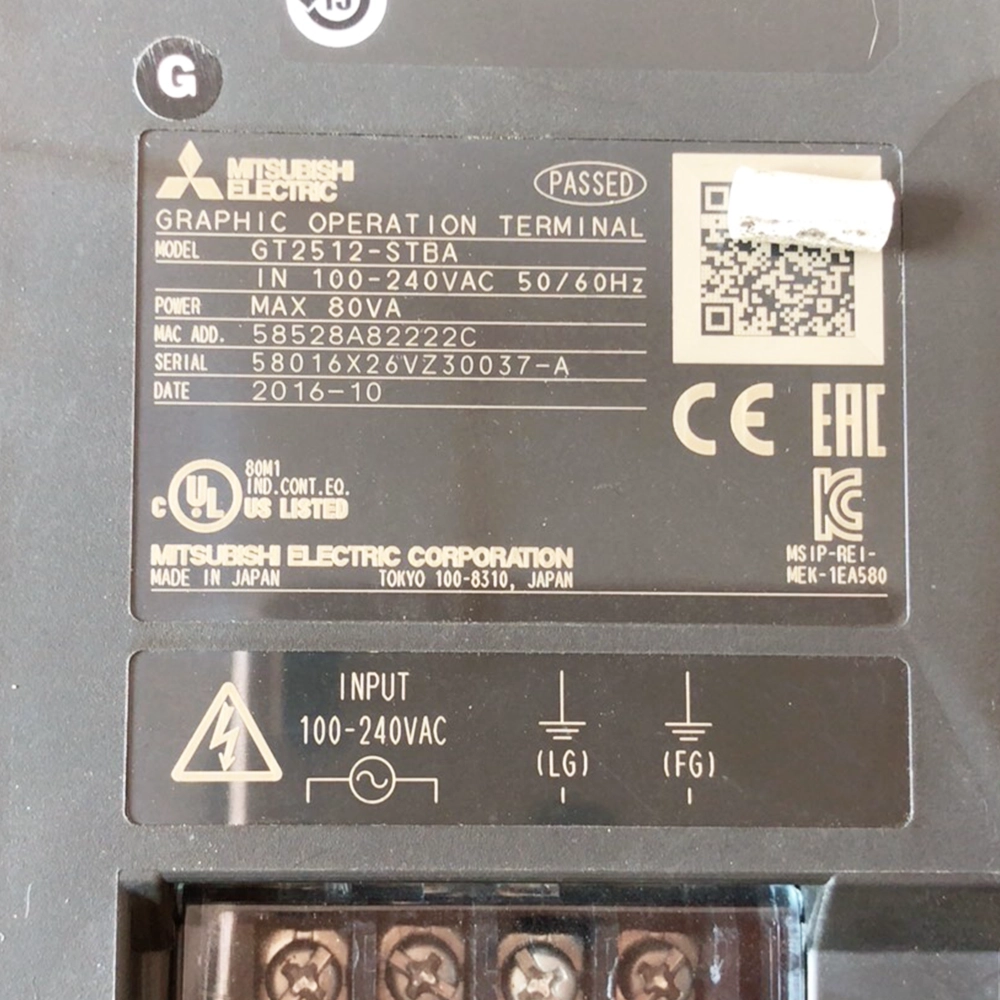 15
G
MITSUBISHI
ELECTRIC
PASSED
GRAPHIC OPERATION TERMINAL
MODEL GT2512-STBA
IN 100-240VAC 50/60Hz
POWER MAX 80VA
MAC ADD. 58528A82222C
SERIAL 58016X26VZ30037-A
DATE 2016-10
CE EAC
C UL US LISTED
80M1
IND.CONT.EQ.
KC
MITSUBISHI ELECTRIC CORPORATION
MADE IN JAPAN TOKYO 100-8310, JAPAN
MSIP-REI-
MEK-1EA580
INPUT
100-240VAC
(LG) (FG)